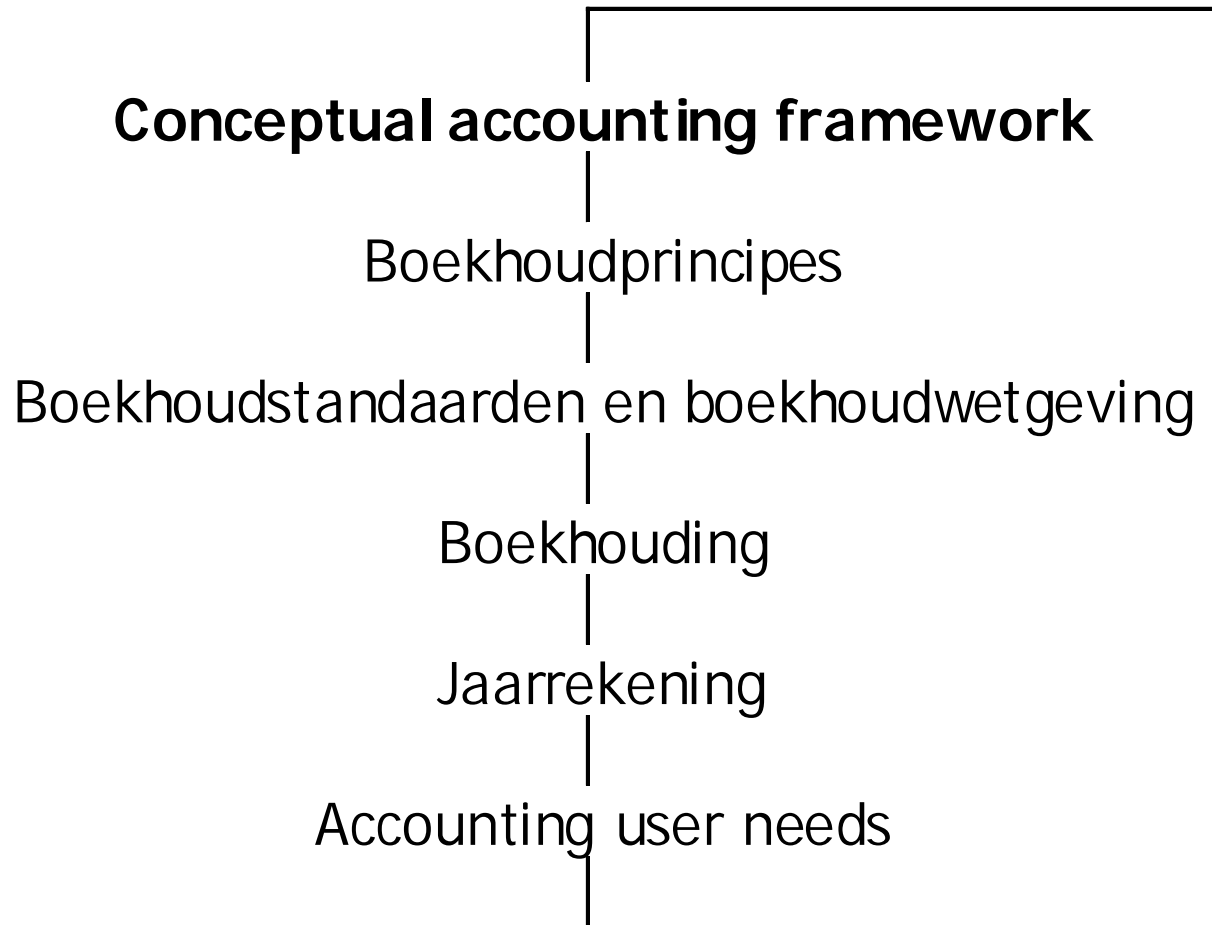 Conceptual accounting framework
Boekhoudprincipes
Boekhoudstandaarden en boekhoudwetgeving
Boekhouding
Jaarrekening
Accounting user needs